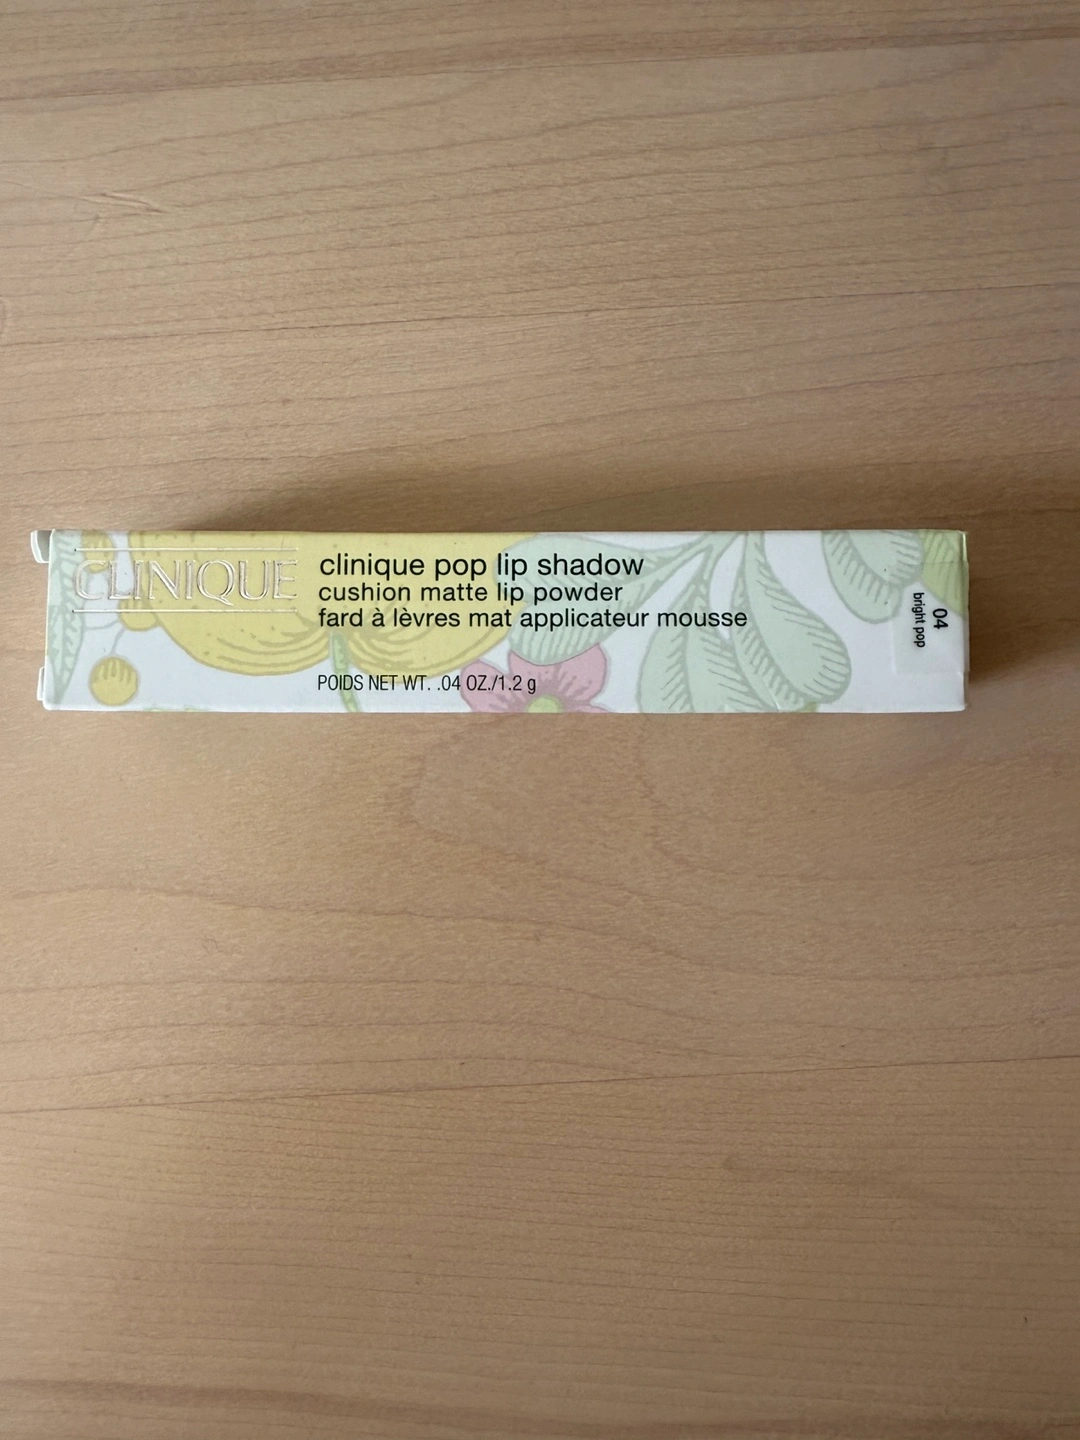 CLINIQUE
clinique pop lip shadow
cushion matte lip powder
fard à lèvres mat applicateur mousse
POIDS NET WT. .04 OZ./1.2 g
04
bright pop